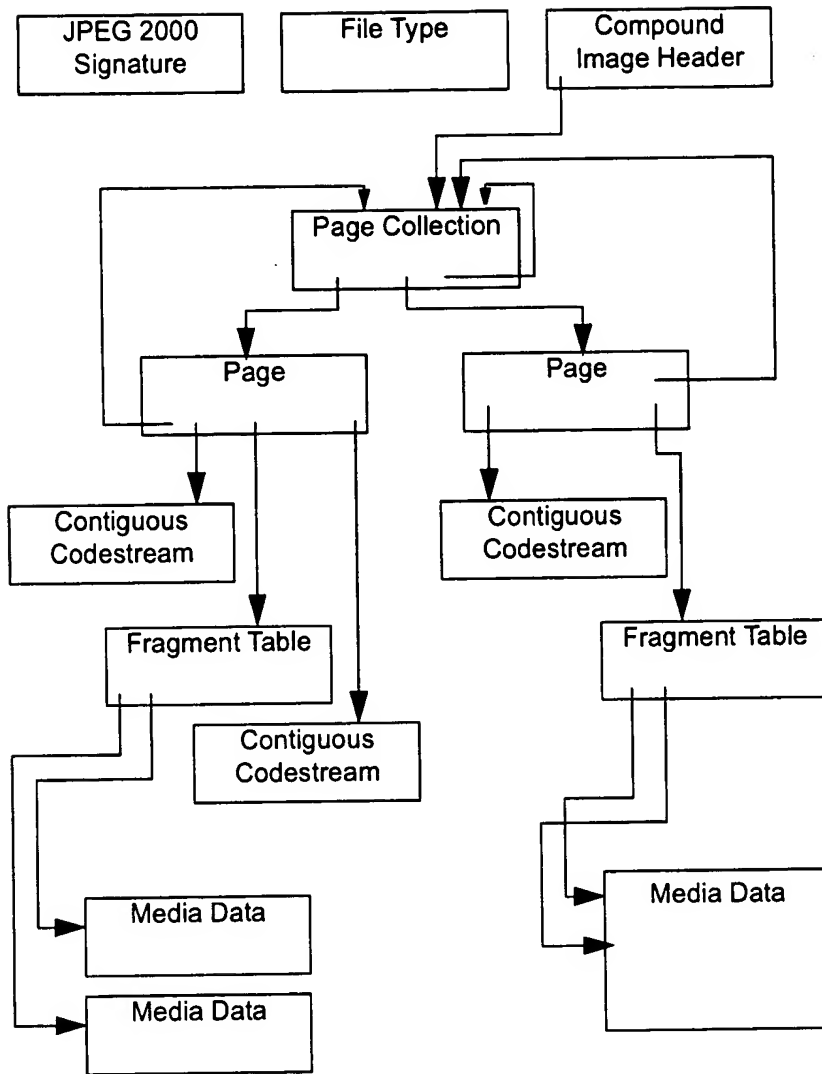 JPEG 2000
Signature
File Type
Compound
Image Header
Page Collection
Page
Page
Contiguous
Codestream
Contiguous
Codestream
Fragment Table
Fragment Table
Contiguous
Codestream
Media Data
Media Data
Media Data